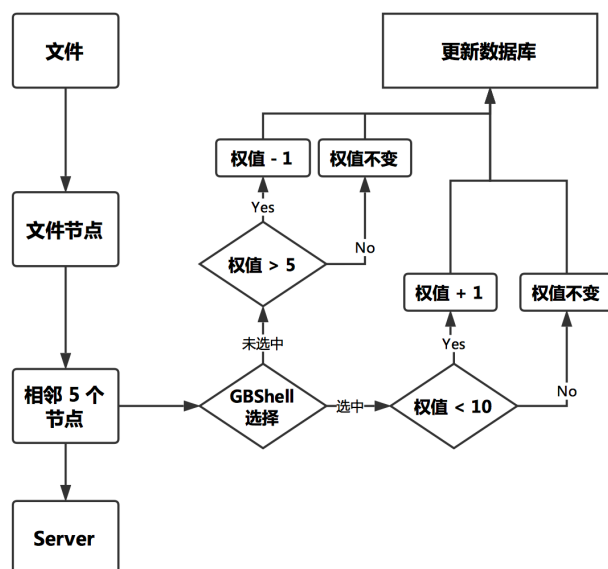 文件
更新数据库
权值 - 1
权值不变
Yes
文件节点
No
权值 > 5
权值 + 1
权值不变
未选中
Yes
相邻 5 个
节点
GBShell
选择
选中
权值 < 10
No
Server